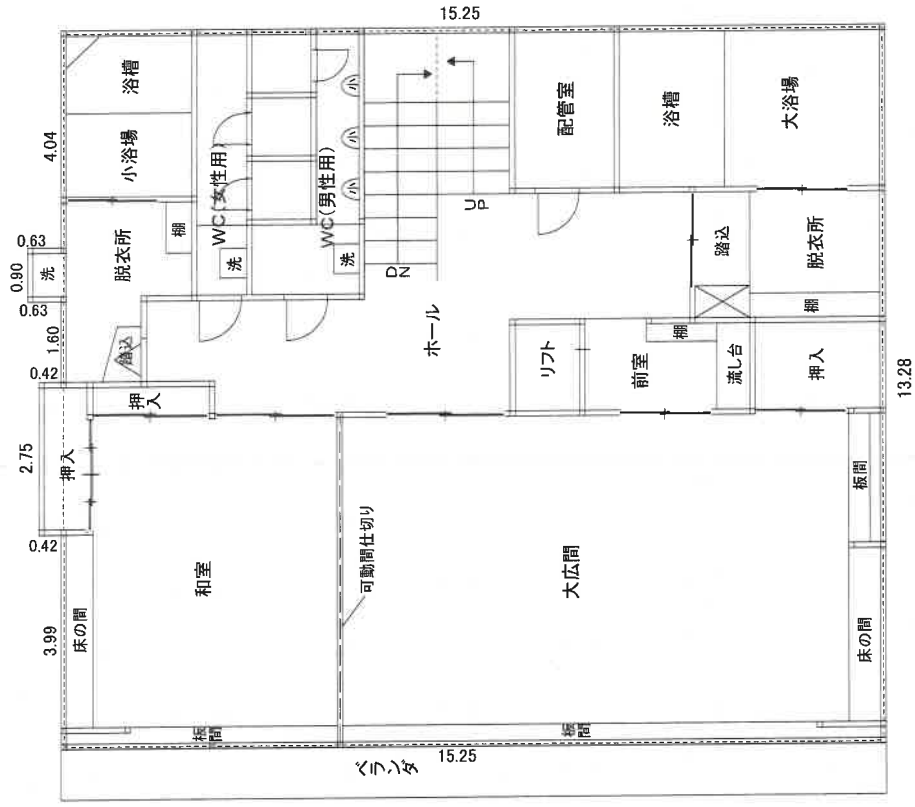 15.25
浴槽
小浴場
4.04
脱衣所
棚
0.63
洗
0.90
0.63
1.60
踏込
0.42
押入
2.75
押入
0.42
床の間
3.99
和室
板間
WC(女性用)
洗
WC(男性用)
洗
小
小
小
DN
UP
ホール
配管室
浴槽
大浴場
踏込
脱衣所
棚
リフト
前室
棚
流し台
押入
13.28
可動間仕切り
大広間
板間
床の間
板間
15.25
ベランダ